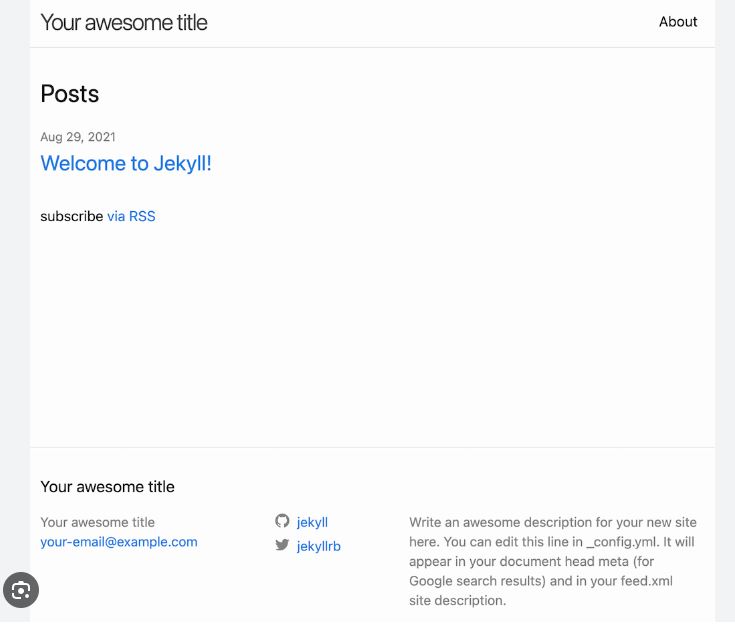 Your awesome title
About
Posts
Aug 29, 2021
Welcome to Jekyll!
subscribe via RSS
Your awesome title
Your awesome title
your-email@example.com
jekyll
jekyllrb
Write an awesome description for your new site
here. You can edit this line in _config.yml. It will
appear in your document head meta (for
Google search results) and in your feed.xml
site description.